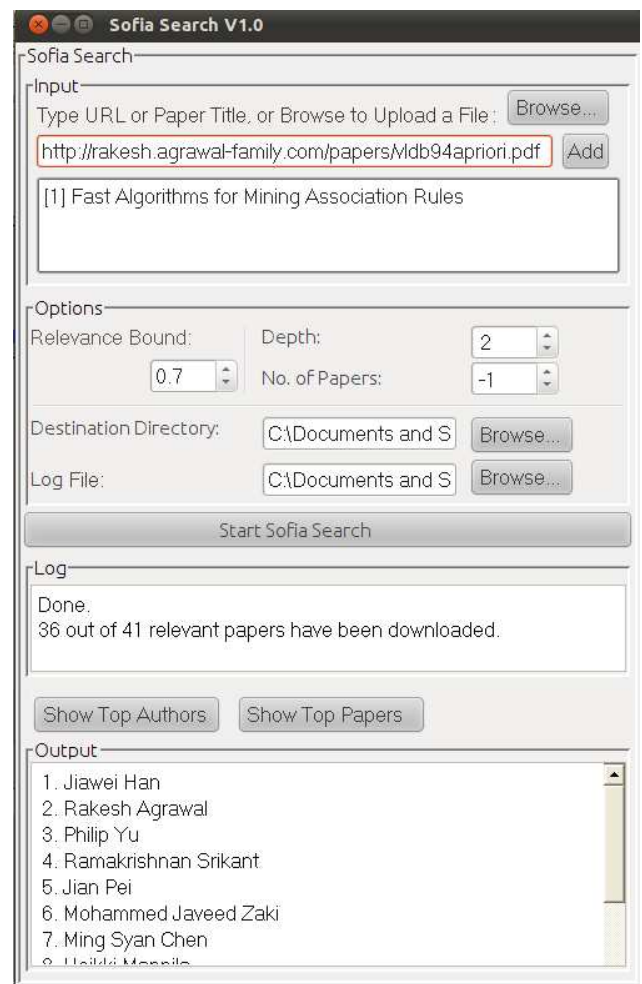 Sofia Search V1.0
Sofia Search
Input
Type URL or Paper Title, or Browse to Upload a File : Browse...
http://rakesh.agrawal-family.com/papers/vldb94apriori.pdf Add
[1] Fast Algorithms for Mining Association Rules
Options
Relevance Bound: Depth: 2
0.7 No. of Papers: -1
Destination Directory: C:\Documents and S Browse...
Log File: C:\Documents and S Browse...
Start Sofia Search
Log
Done.
36 out of 41 relevant papers have been downloaded.
Show Top Authors Show Top Papers
Output
1. Jiawei Han
2. Rakesh Agrawal
3. Philip Yu
4. Ramakrishnan Srikant
5. Jian Pei
6. Mohammed Javeed Zaki
7. Ming Syan Chen
8. Heikki Mannila